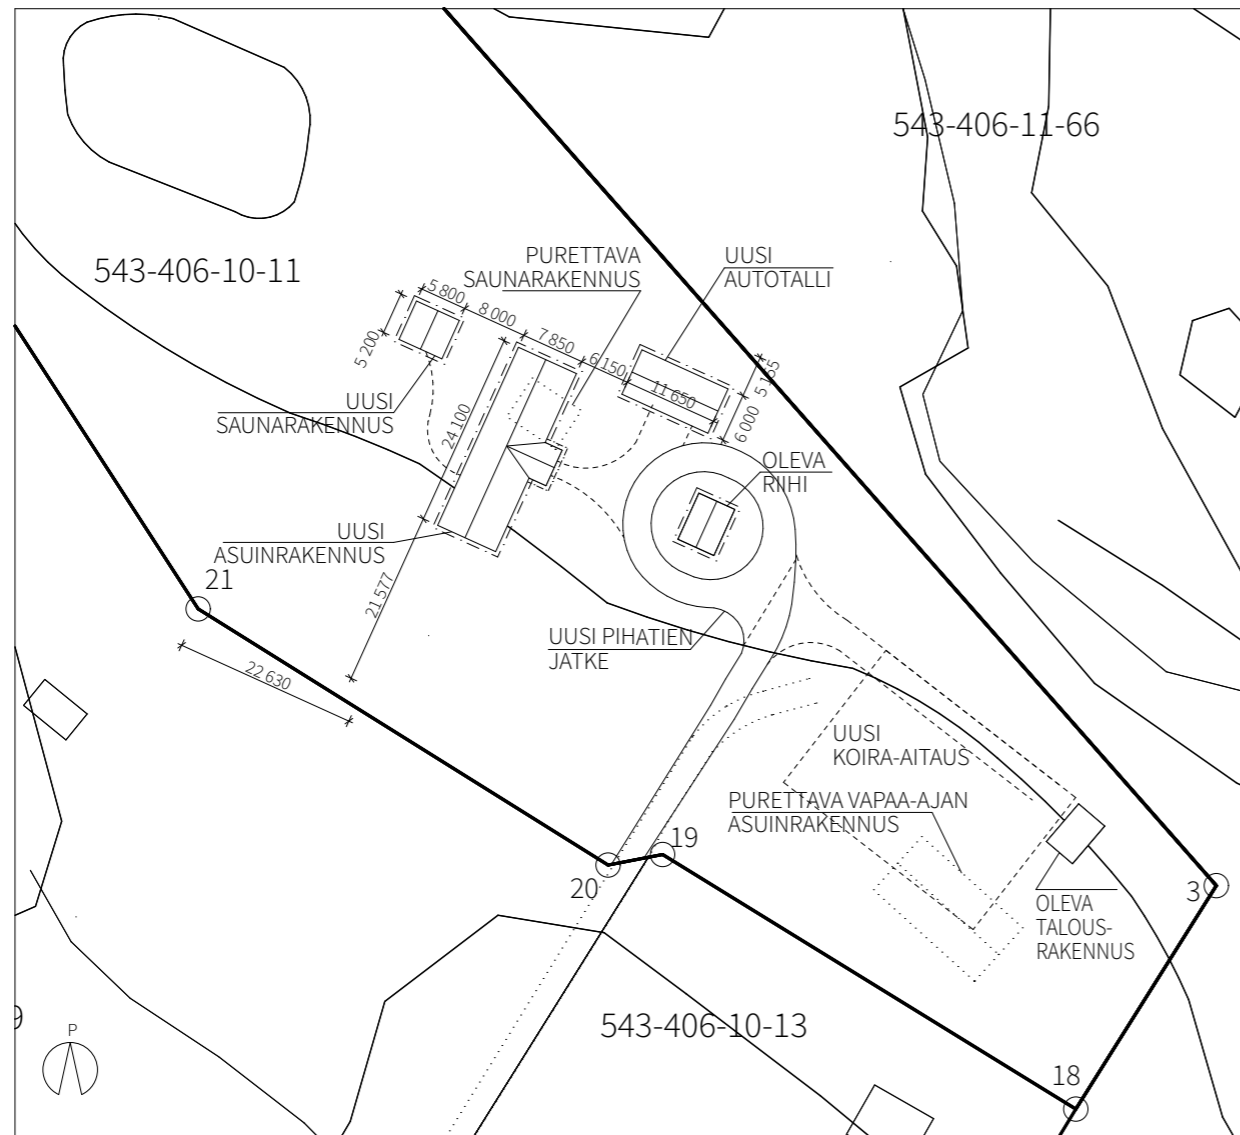 543-406-11-66
543-406-10-11
PURETTAVA
SAUNARAKENNUS
UUSI
AUTOTALLI
5 800
8 000
7 850
6 150
11 650
5 165
6 000
5 200
24 100
UUSI
SAUNARAKENNUS
OLEVA
RIIHI
UUSI
ASUINRAKENNUS
21
21 577
22 630
UUSI PIHATIEN
JATKE
UUSI
KOIRA-AITAUS
PURETTAVA VAPAA-AJAN
ASUINRAKENNUS
19
20
3
OLEVA
TALOUS-
RAKENNUS
9
P
543-406-10-13
18